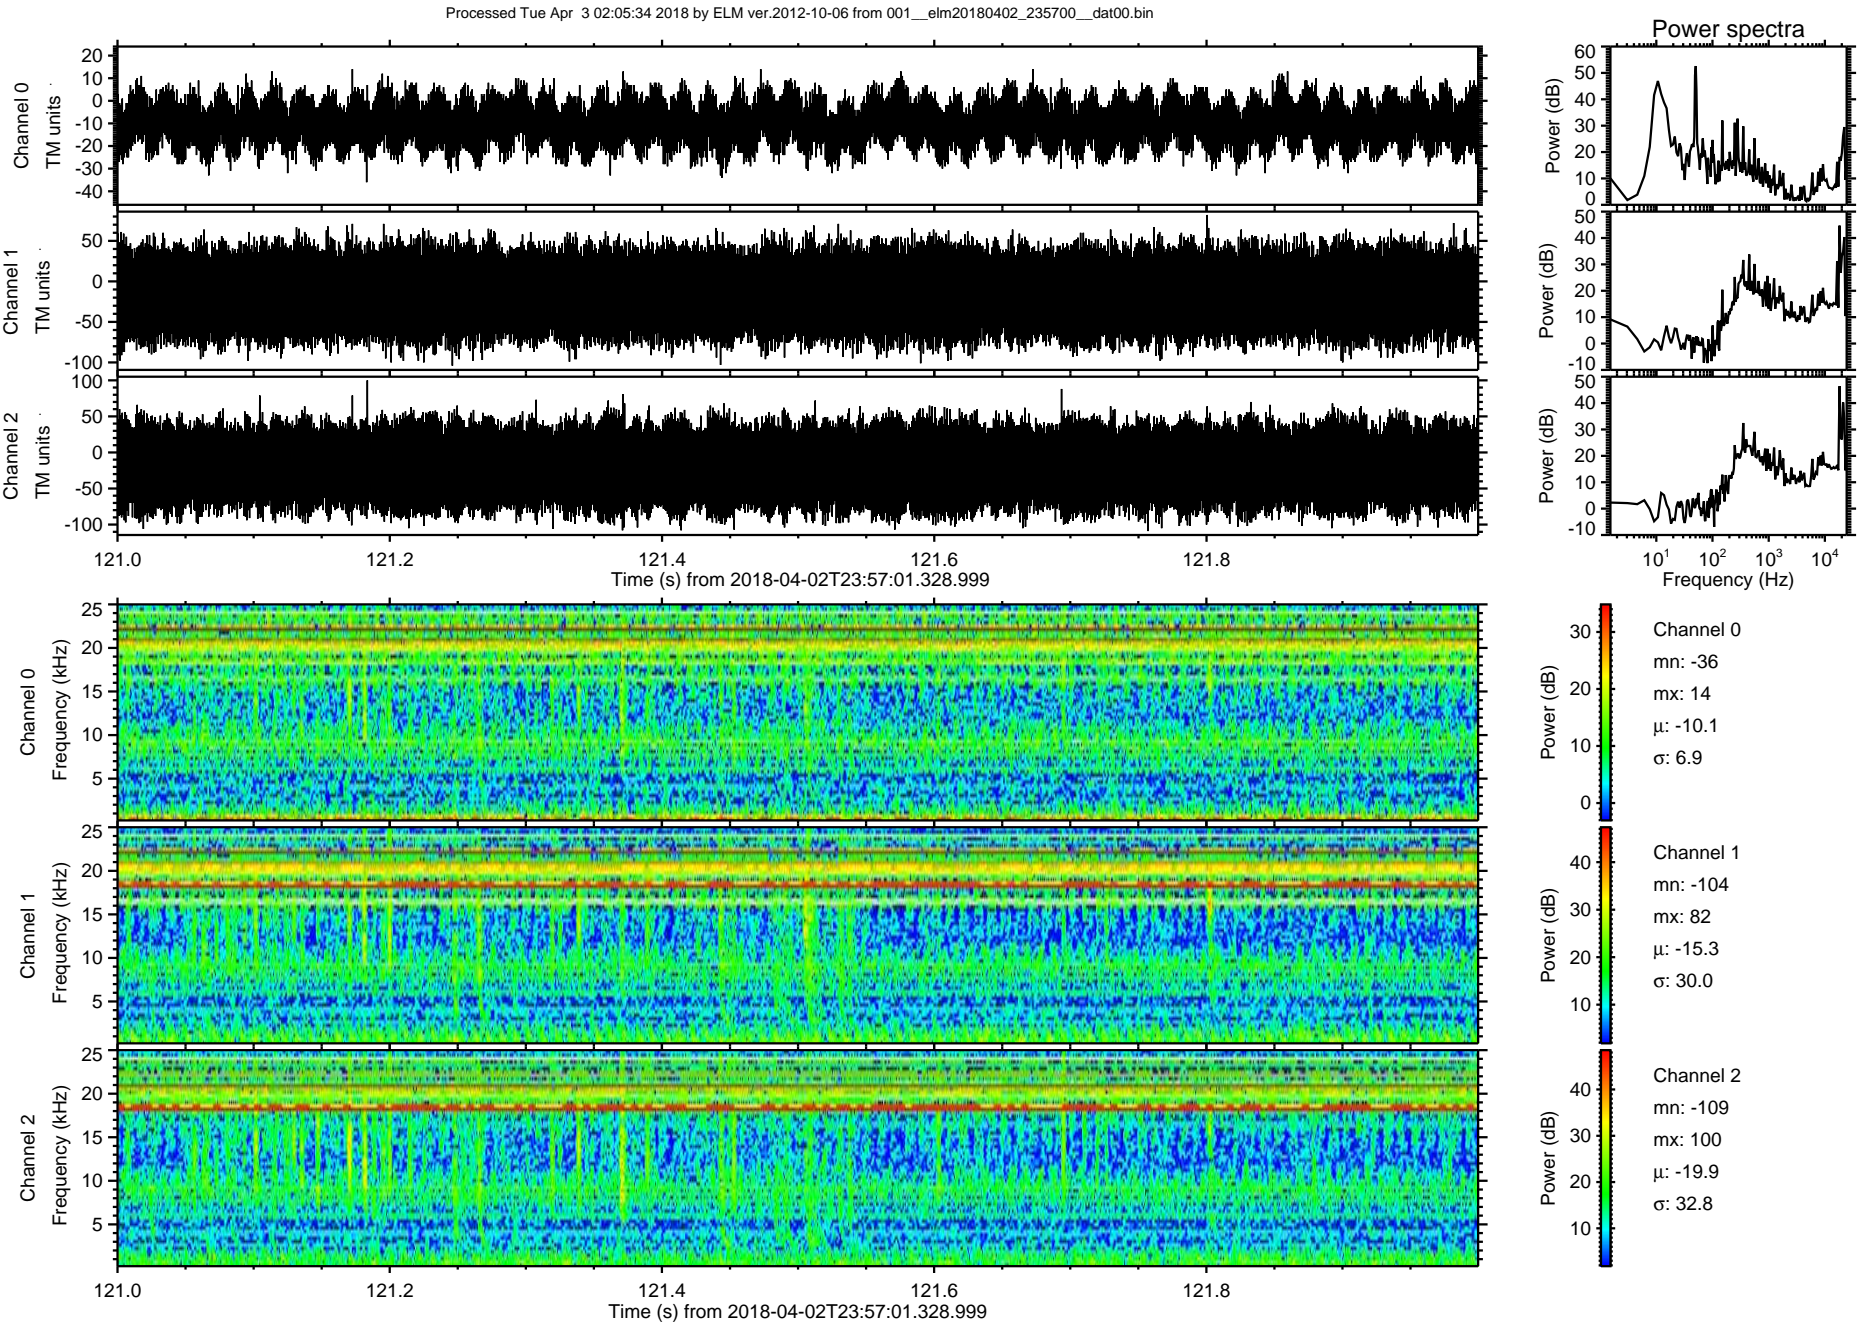 Processed Tue Apr  3 02:05:34 2018 by ELM ver.2012-10-06 from 001__elm20180402_235700__dat00.bin
Power spectra
Channel 0
TM units
20
10
0
-10
-20
-30
-40
Power (dB)
60
50
40
30
20
10
0
Channel 1
TM units
50
0
-50
-100
Power (dB)
50
40
30
20
10
0
-10
Channel 2
TM units
100
50
0
-50
-100
Power (dB)
50
40
30
20
10
0
-10
121.0 121.2 121.4 121.6 121.8
Time (s) from 2018-04-02T23:57:01.328.999
10^1 10^2 10^3 10^4
Frequency (Hz)
Channel 0
Frequency (kHz)
25
20
15
10
5
Power (dB)
30
20
10
0
Channel 0
mn: -36
mx: 14
μ: -10.1
σ: 6.9
Channel 1
Frequency (kHz)
25
20
15
10
5
Power (dB)
40
30
20
10
Channel 1
mn: -104
mx: 82
μ: -15.3
σ: 30.0
Channel 2
Frequency (kHz)
25
20
15
10
5
Power (dB)
40
30
20
10
Channel 2
mn: -109
mx: 100
μ: -19.9
σ: 32.8
121.0 121.2 121.4 121.6 121.8
Time (s) from 2018-04-02T23:57:01.328.999